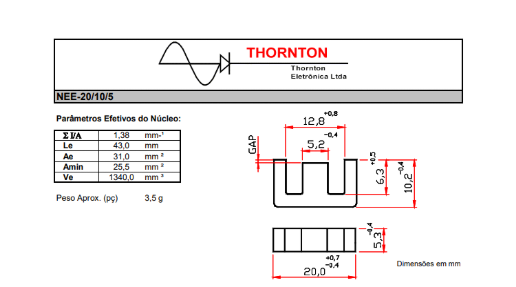 THORNTON
Thornton
Eletrônica Ltda
NEE-20/10/5
Parâmetros Efetivos do Núcleo:
Σ I/A 1,38 mm-¹
Le 43,0 mm
Ae 31,0 mm ²
Amin 25,5 mm ²
Ve 1340,0 mm ³
Peso Aprox. (pç) 3,5 g
GAP
12,8 +0,8
5,2 -0,4
6,3 +0,5
10,2 -0,4
5,3 -0,4
20,0 +0,7 -0,4
Dimensões em mm